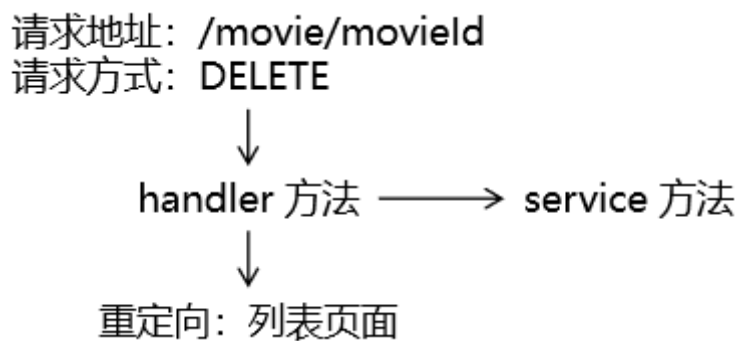 请求地址：/movie/movieId
请求方式：DELETE
handler 方法
service 方法
重定向：列表页面